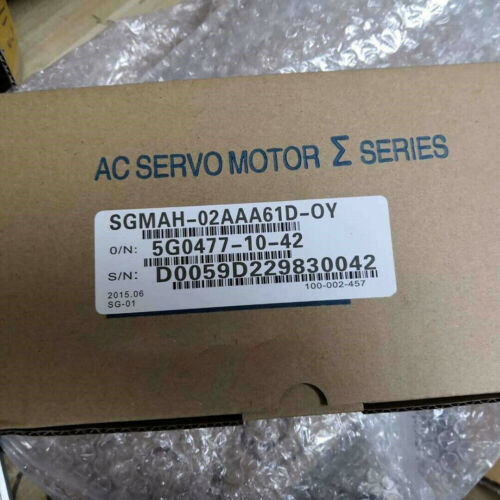 AC SERVO MOTOR Σ SERIES
SGMAH-02AAA61D-OY
O/N: 5G0477-10-42
S/N: D0059D229830042
2015.06 100-002-457
SG-01